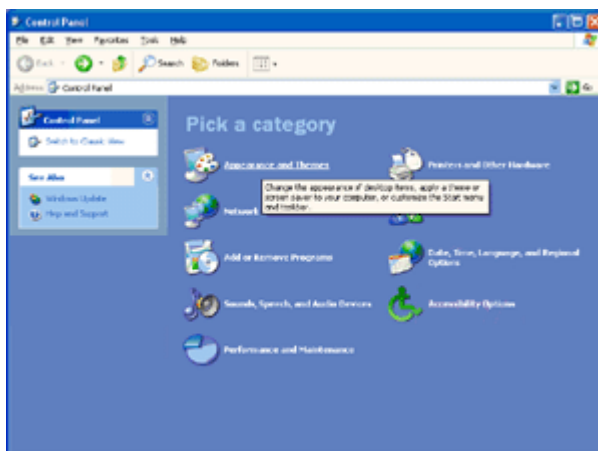 Control Panel
File Edit View Favorites Tools Help
Back Search Folders
Address Control Panel Go
Control Panel
Switch to Classic View
See Also
Windows Update
Help and Support
Pick a category
Appearance and Themes
Printers and Other Hardware
Change the appearance of desktop items, apply a theme or
screen saver to your computer, or customize the Start menu
and taskbar.
Network
Add or Remove Programs
Date, Time, Language, and Regional
Options
Sounds, Speech, and Audio Devices
Accessibility Options
Performance and Maintenance